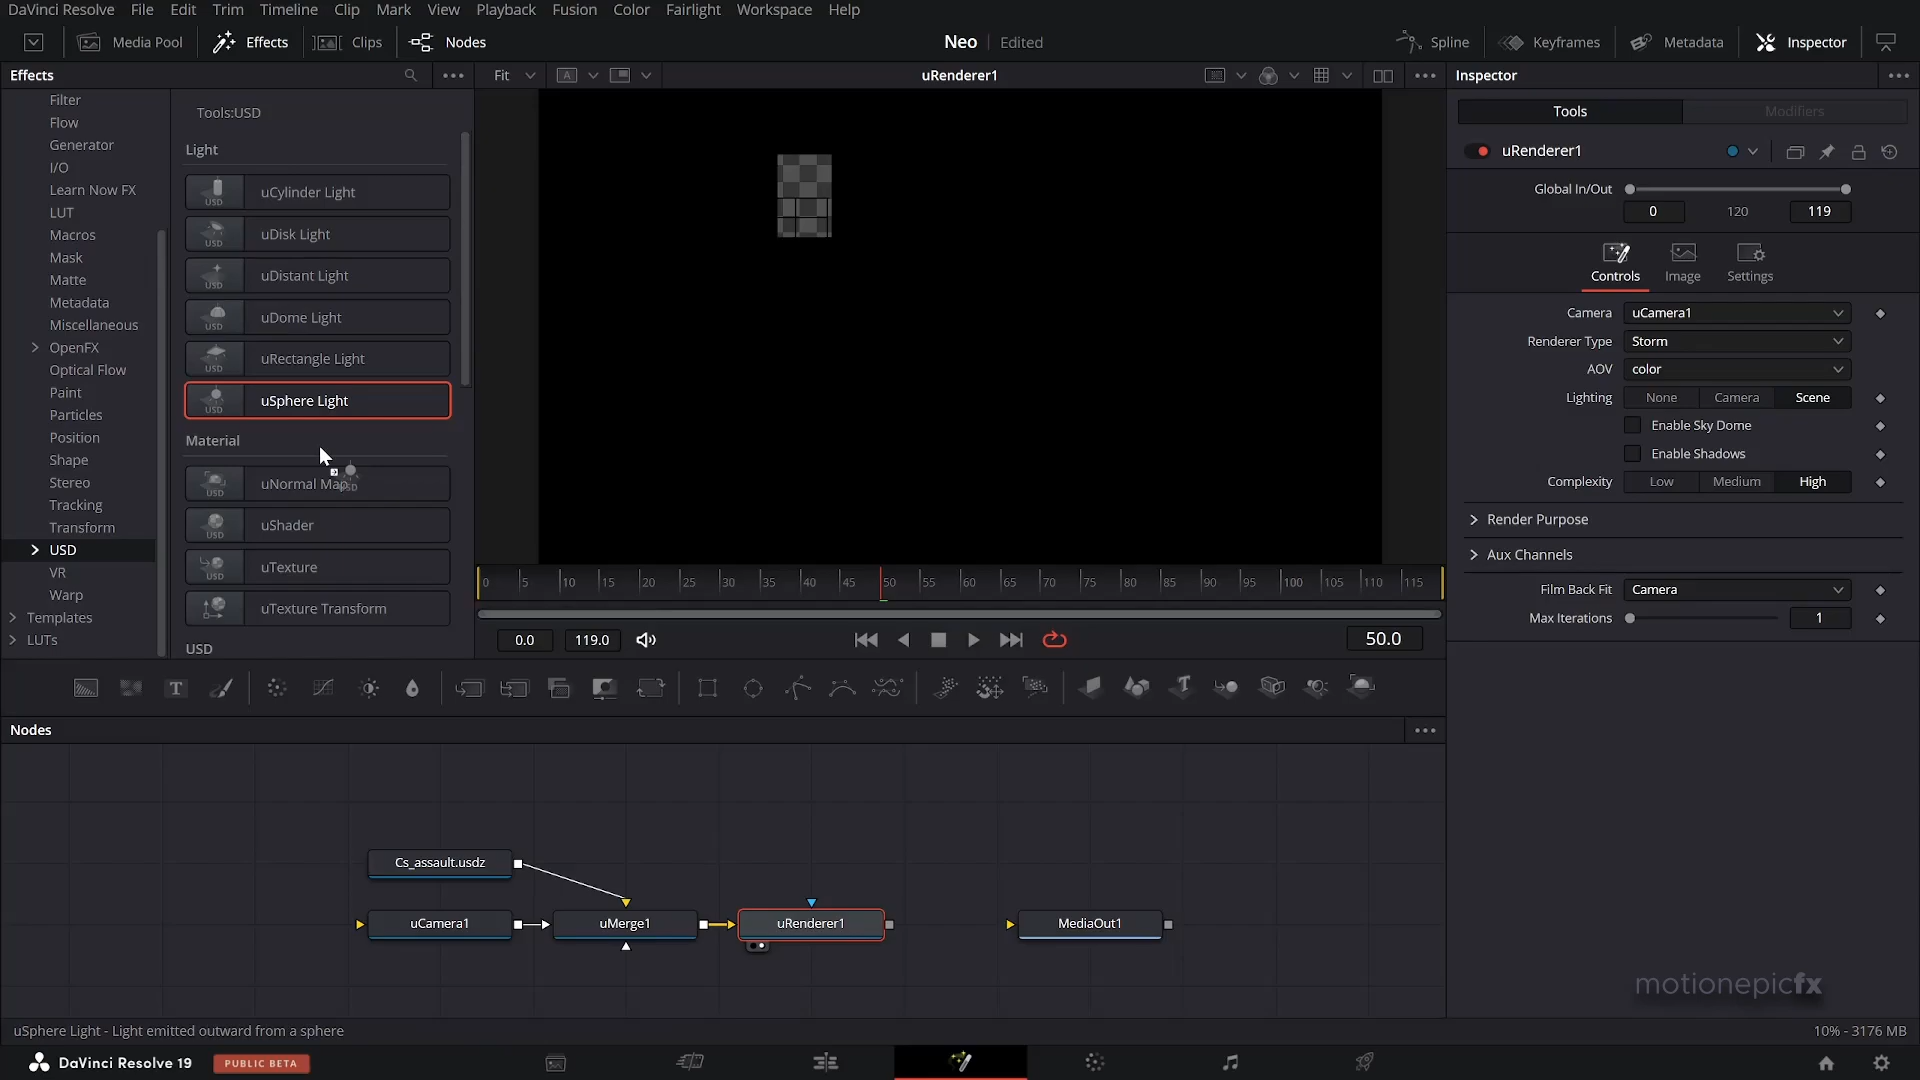 DaVinci Resolve File Edit Trim Timeline Clip Mark View Playback Fusion Color Fairlight Workspace Help
Media Pool Effects Clips Nodes Neo Edited Spline Keyframes Metadata Inspector
Effects Fit A uRenderer1 Inspector
Filter
Flow
Generator
I/O
Learn Now FX
LUT
Macros
Mask
Matte
Metadata
Miscellaneous
OpenFX
Optical Flow
Paint
Particles
Position
Shape
Stereo
Tracking
Transform
USD
VR
Warp
Templates
LUTs
Tools:USD
Light
USD uCylinder Light
USD uDisk Light
USD uDistant Light
USD uDome Light
USD uRectangle Light
USD uSphere Light
Material
USD uNormal Map
USD uShader
USD uTexture
uTexture Transform
USD
0 5 10 15 20 25 30 35 40 45 50 55 60 65 70 75 80 85 90 95 100 105 110 115
0.0 119.0 50.0
Tools Modifiers
uRenderer1
Global In/Out
0 120 119
Controls Image Settings
Camera uCamera1
Renderer Type Storm
AOV color
Lighting None Camera Scene
Enable Sky Dome
Enable Shadows
Complexity Low Medium High
Render Purpose
Aux Channels
Film Back Fit Camera
Max Iterations 1
T T
Nodes
Cs_assault.usdz
uCamera1 uMerge1 uRenderer1 MediaOut1
motionepicfx
uSphere Light - Light emitted outward from a sphere 10% - 3176 MB
DaVinci Resolve 19 PUBLIC BETA